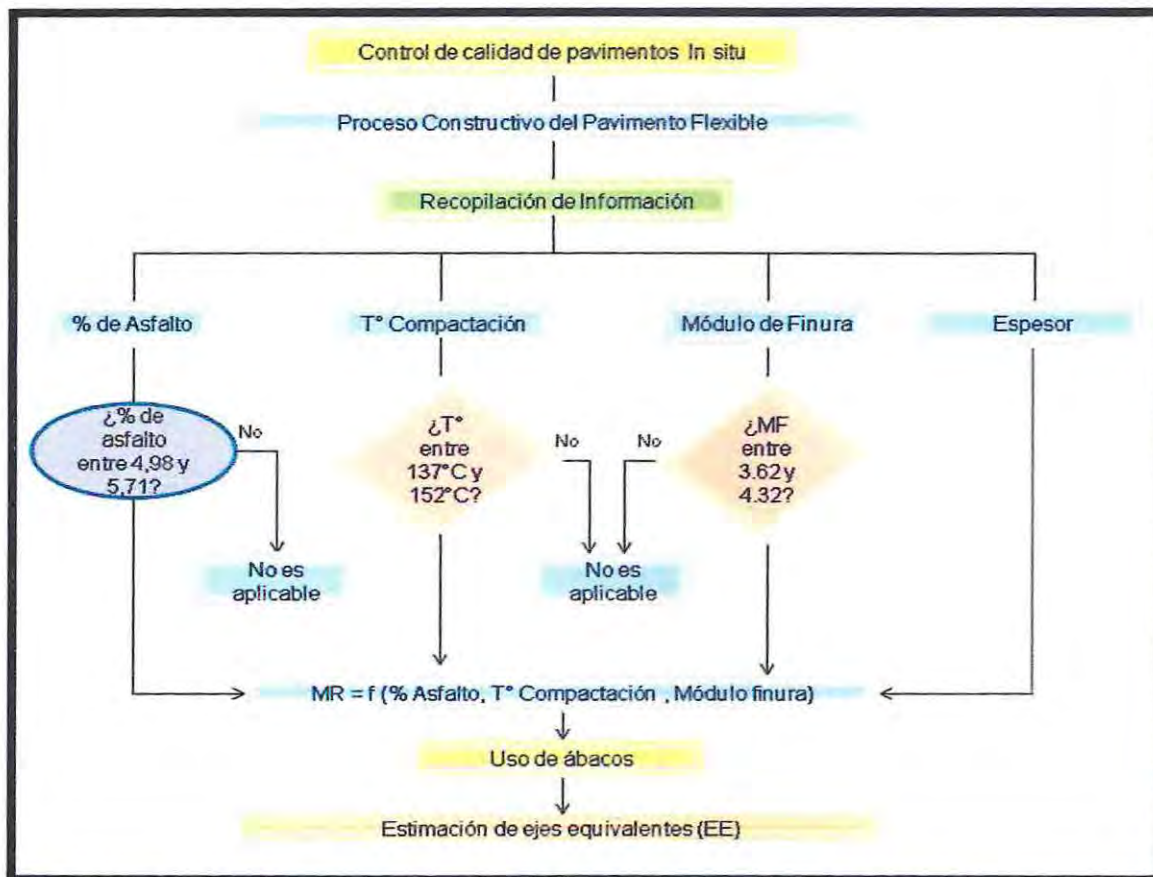 Control de calidad de pavimentos In situ
Proceso Constructivo del Pavimento Flexible
Recopilación de Información
% de Asfalto
T° Compactación
Módulo de Finura
Espesor
¿% de
asfalto
entre 4,98 y
5,71?
No
¿T°
entre
137°C y
152°C?
No
No
¿MF
entre
3.62 y
4.32?
No es
aplicable
No es
aplicable
MR = f (% Asfalto, T° Compactación , Módulo finura)
Uso de ábacos
Estimación de ejes equivalentes (EE)